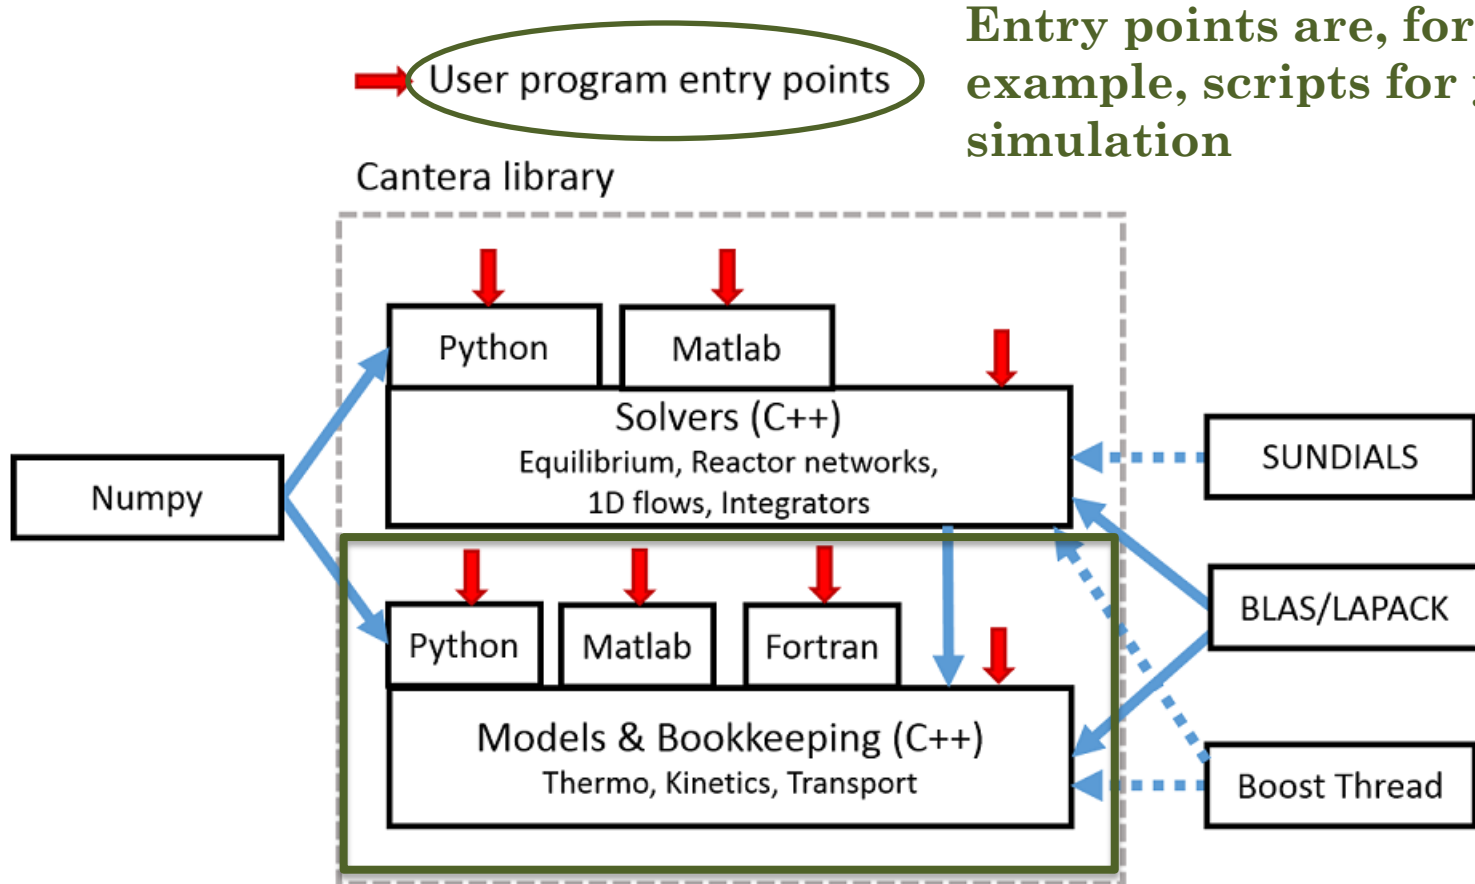 Entry points are, for
example, scripts for
simulation
User program entry points
Cantera library
Python
Matlab
Solvers (C++)
Equilibrium, Reactor networks,
1D flows, Integrators
Numpy
SUNDIALS
BLAS/LAPACK
Python
Matlab
Fortran
Models & Bookkeeping (C++)
Thermo, Kinetics, Transport
Boost Thread